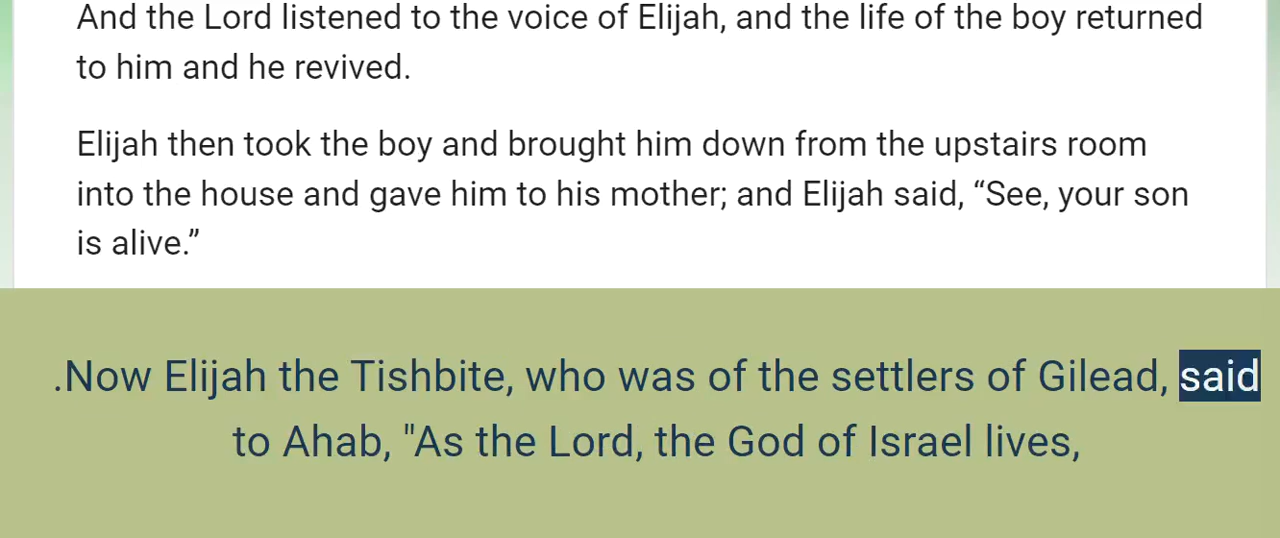 And the Lord listened to the voice of Elijah, and the life of the boy returned
to him and he revived.
Elijah then took the boy and brought him down from the upstairs room
into the house and gave him to his mother; and Elijah said, “See, your son
is alive.”
.Now Elijah the Tishbite, who was of the settlers of Gilead, said
to Ahab, "As the Lord, the God of Israel lives,